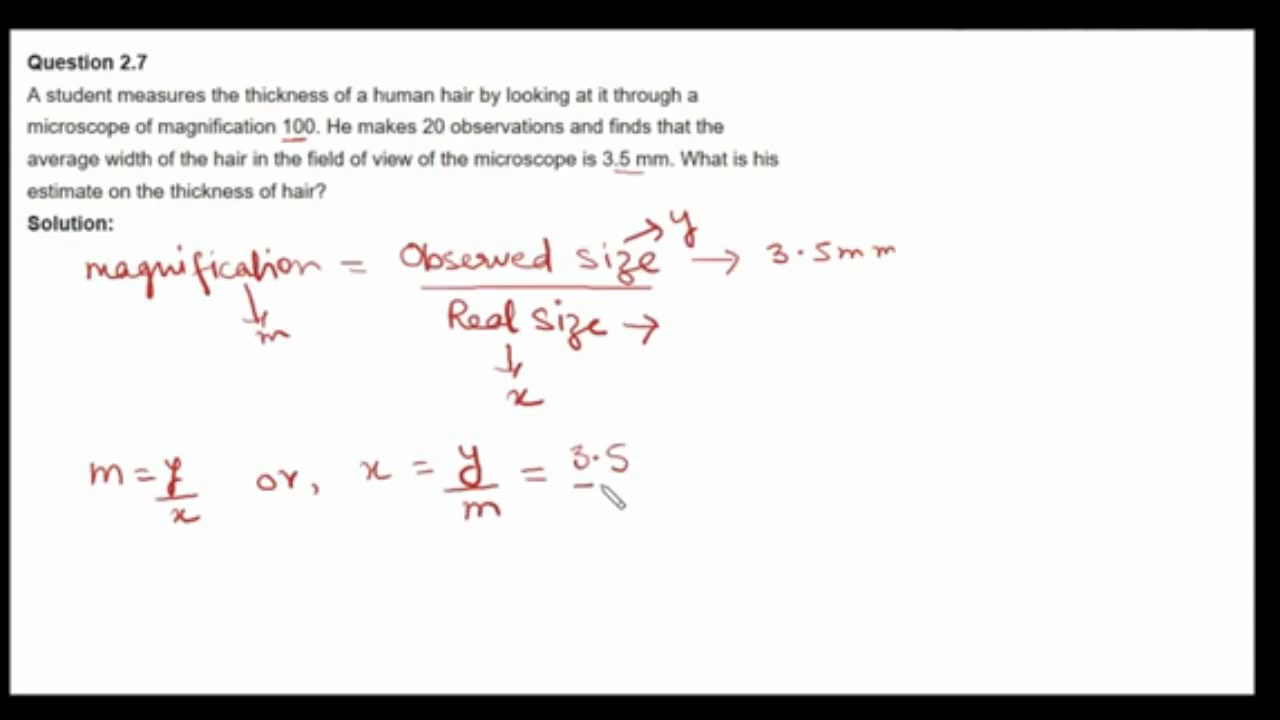 Question 2.7
A student measures the thickness of a human hair by looking at it through a
microscope of magnification 100. He makes 20 observations and finds that the
average width of the hair in the field of view of the microscope is 3.5 mm. What is his
estimate on the thickness of hair?
Solution:
magnification = Observed size → y → 3.5mm
Real size →
m
x
m = y/x or, x = y/m = 3.5